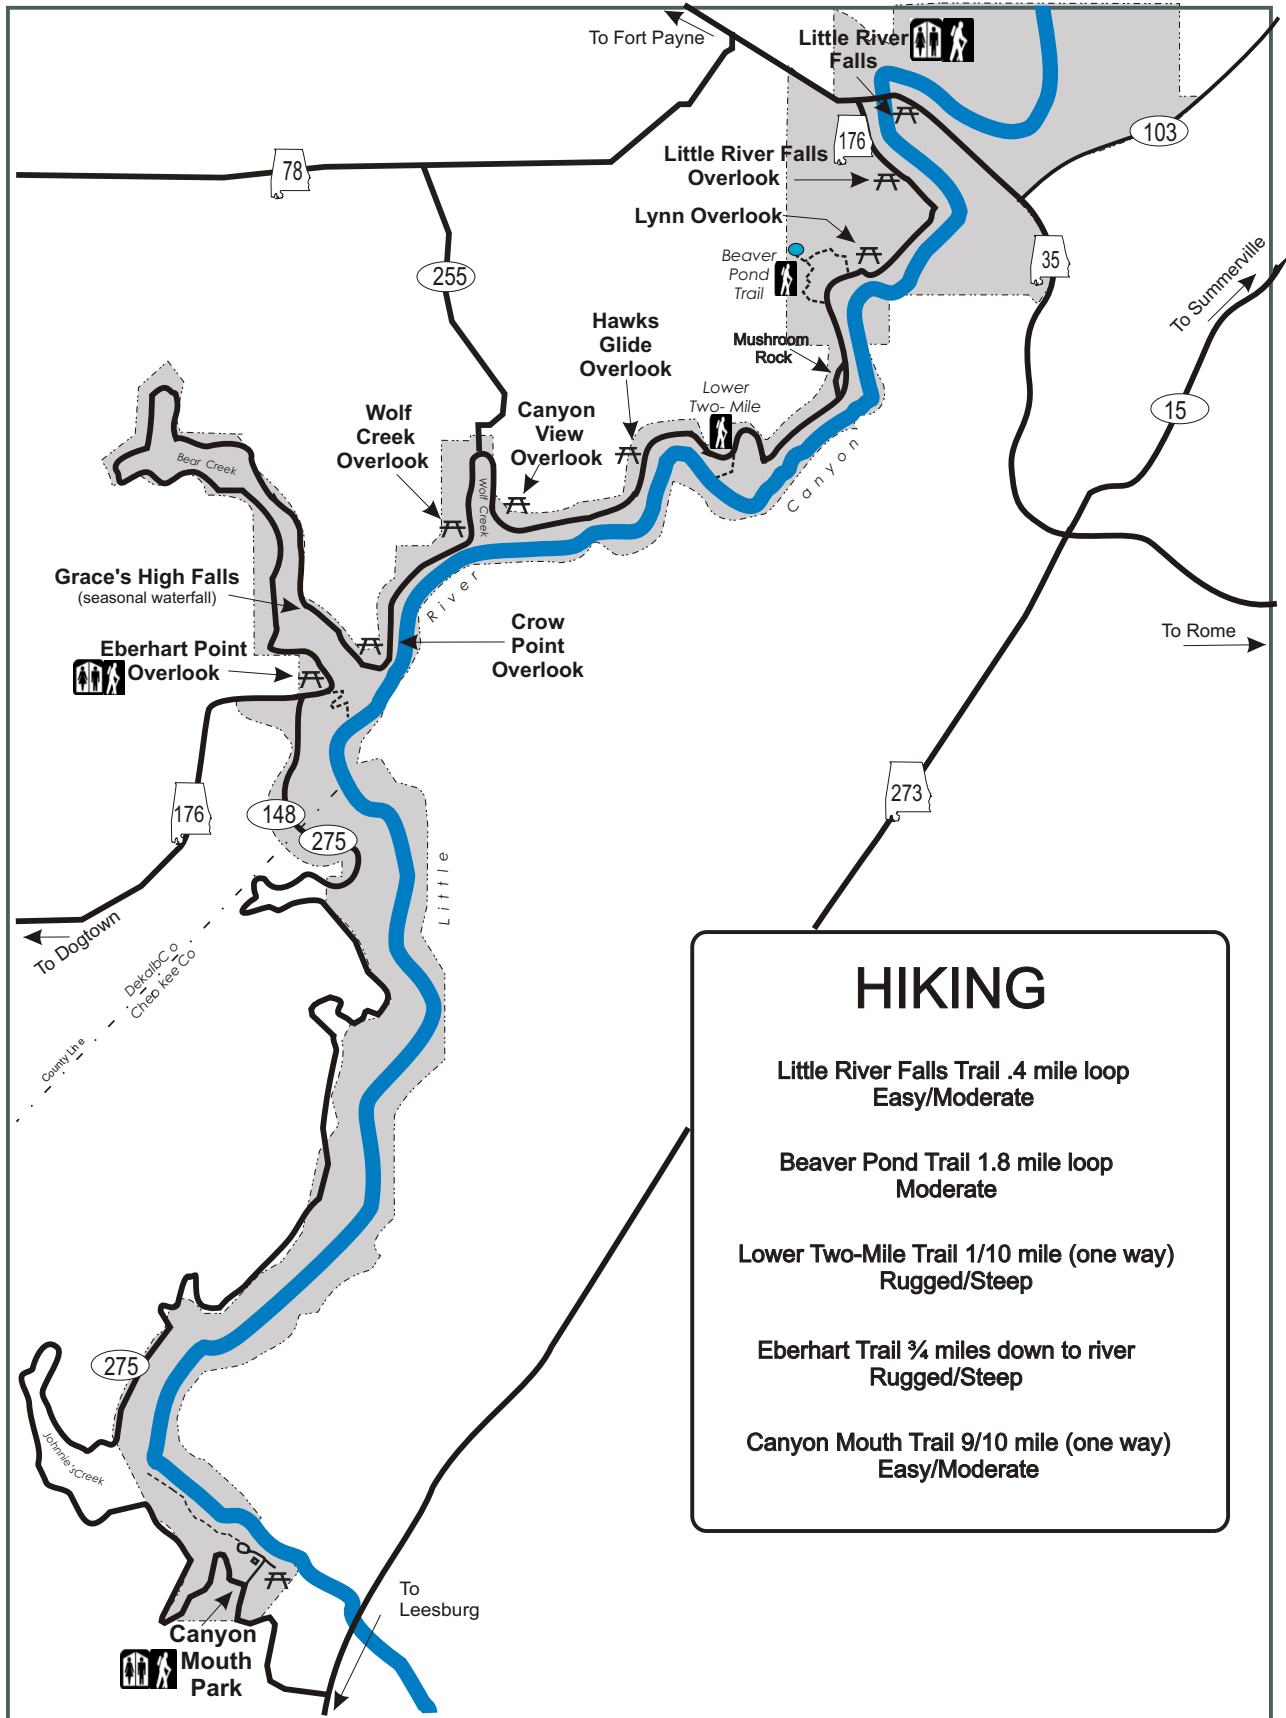 To Fort Payne
Little River
Falls
103
176
78
Little River Falls
Overlook
Lynn Overlook
35
Beaver
Pond
Trail
255
To Summerville
Hawks
Glide
Overlook
Mushroom
Rock
Lower
Two- Mile
15
Wolf
Creek
Overlook
Canyon
View
Overlook
Bear Creek
Wolf Creek
Canyon
Grace's High Falls
(seasonal waterfall)
River
Crow
Point
Overlook
To Rome
Eberhart Point
Overlook
273
176
148
275
Little
To Dogtown
DekalbCo
Cheo kee Co
County Lh e
HIKING
Little River Falls Trail .4 mile loop
Easy/Moderate
Beaver Pond Trail 1.8 mile loop
Moderate
Lower Two-Mile Trail 1/10 mile (one way)
Rugged/Steep
Eberhart Trail ¾ miles down to river
Rugged/Steep
Canyon Mouth Trail 9/10 mile (one way)
Easy/Moderate
275
Johnnie'sCreek
To
Leesburg
Canyon
Mouth
Park